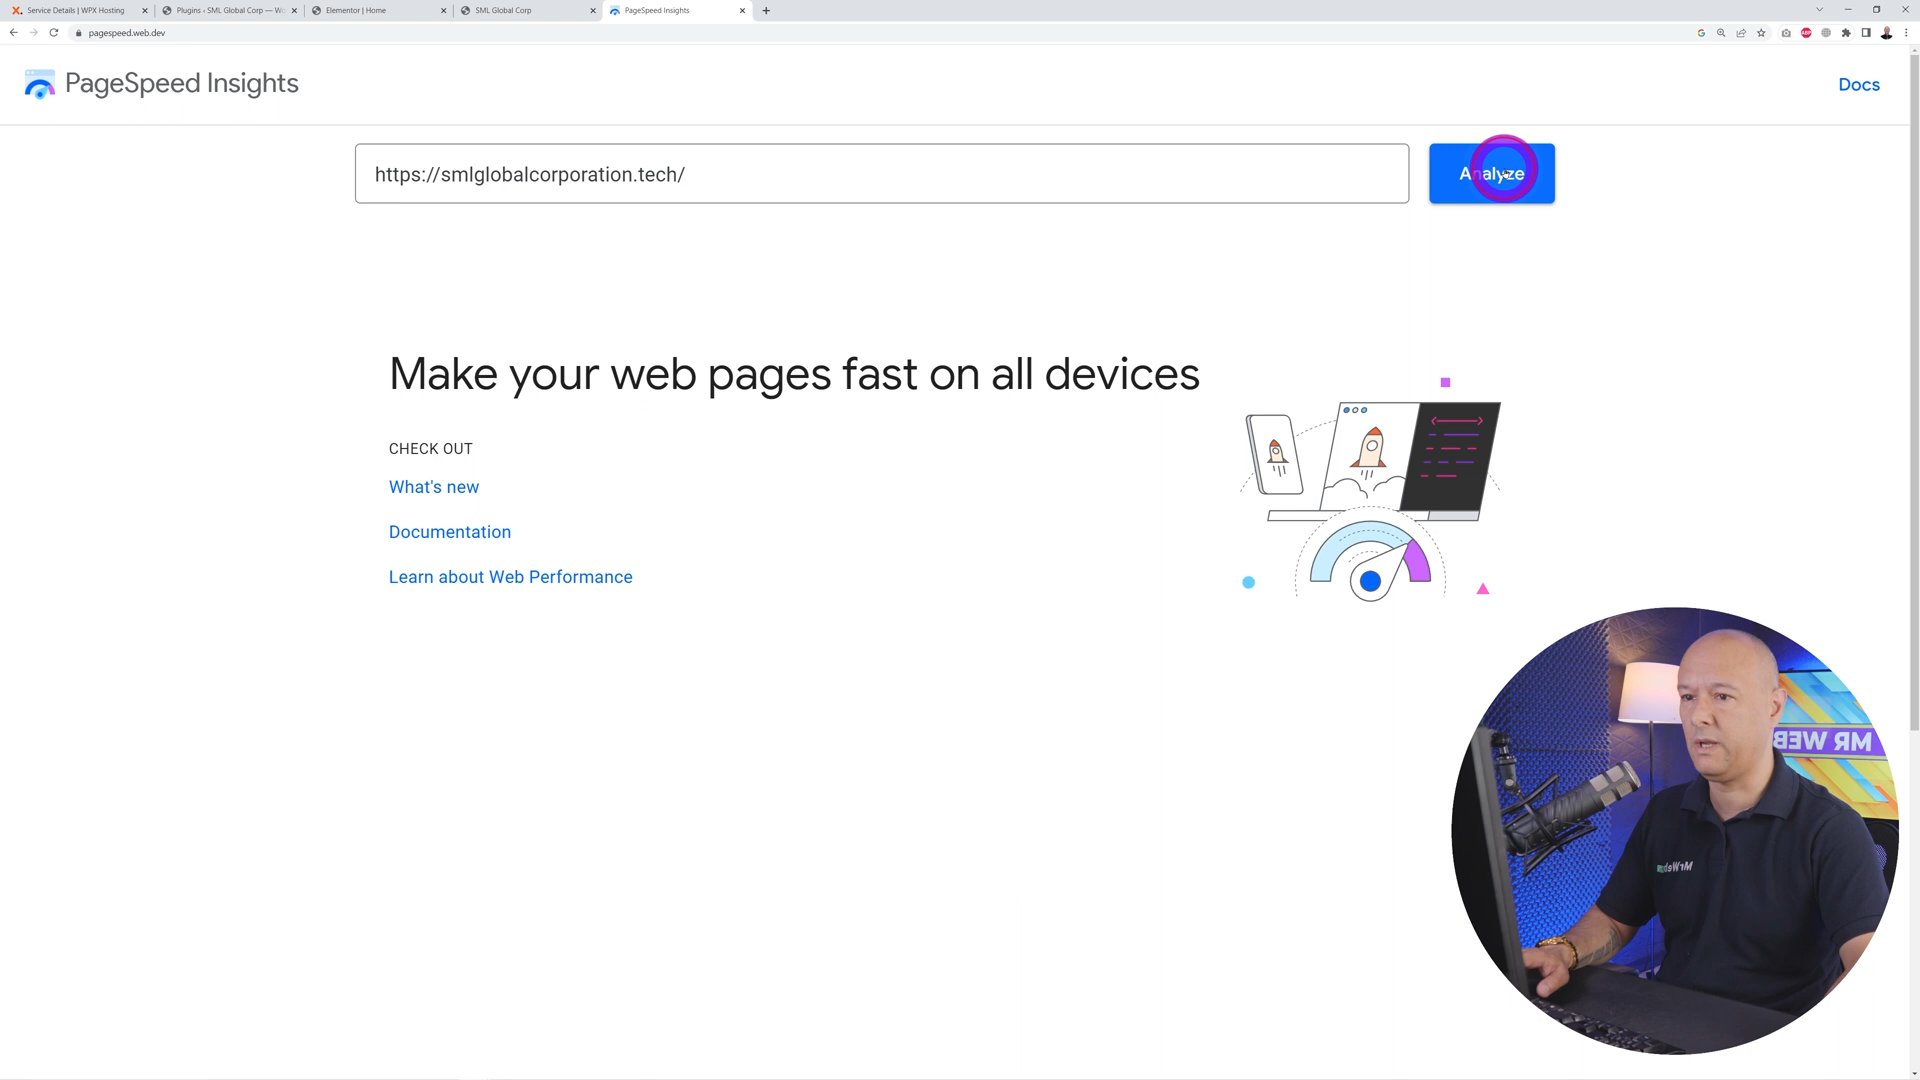 Service Details | WPX Hosting
Plugins ‹ SML Global Corp — Wo
Elementor | Home
SML Global Corp
PageSpeed Insights
pagespeed.web.dev
ABP
PageSpeed Insights
Docs
https://smlglobalcorporation.tech/
Analyze
Make your web pages fast on all devices
CHECK OUT
What's new
Documentation
Learn about Web Performance
MR WEB
MrWeb